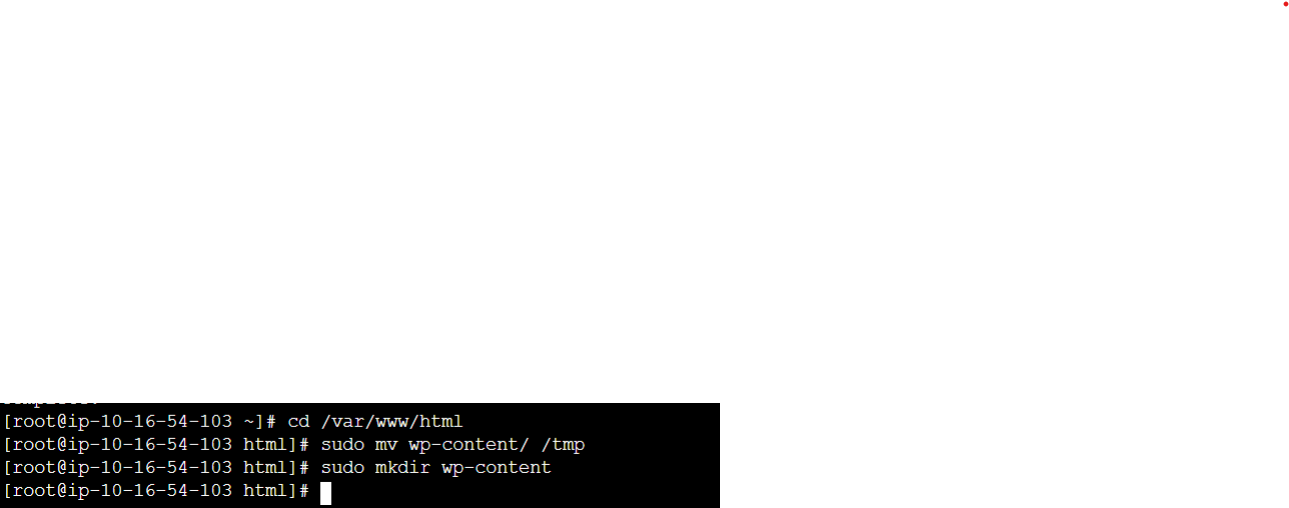 [root@ip-10-16-54-103 ~]# cd /var/www/html
[root@ip-10-16-54-103 html]# sudo mv wp-content/ /tmp
[root@ip-10-16-54-103 html]# sudo mkdir wp-content
[root@ip-10-16-54-103 html]#